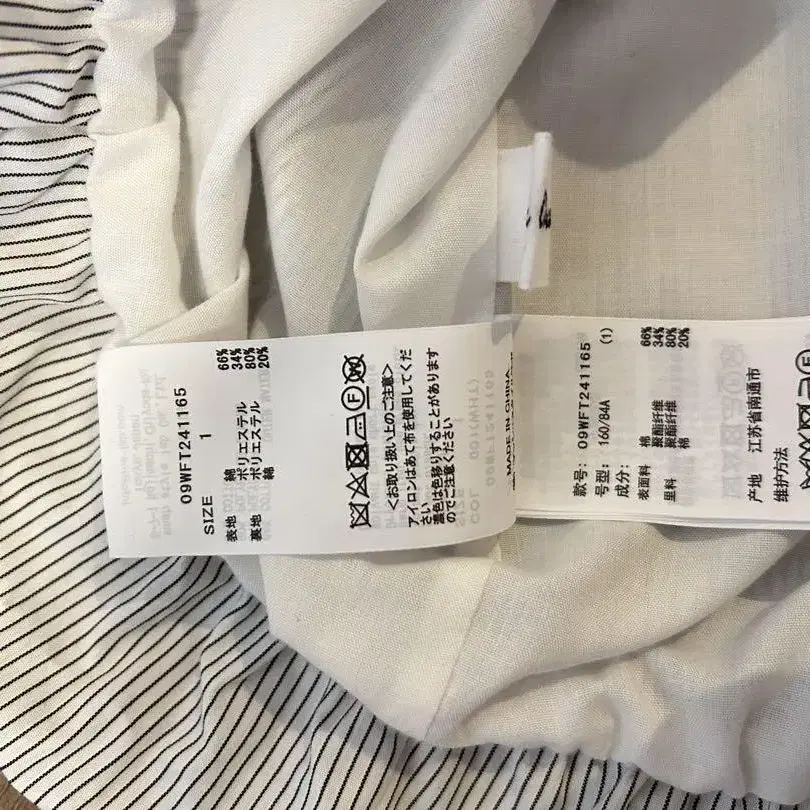 09WFT241165
SIZE 1
表地 綿 66%
ポリエステル 34%
裏地 ポリエステル 80%
綿 20%
<お取り扱い上のご注意>
アイロンはあて布を使用してくだ
さい
濃色は色移りすることがあります
のでご注意ください
MADE IN CHINA
款号: 09WFT241165
号型: 160/84A (1)
成分:
表面料 棉 66%
聚酯纤维 34%
里料 聚酯纤维 80%
棉 20%
产地 江苏省南通市
维护方法